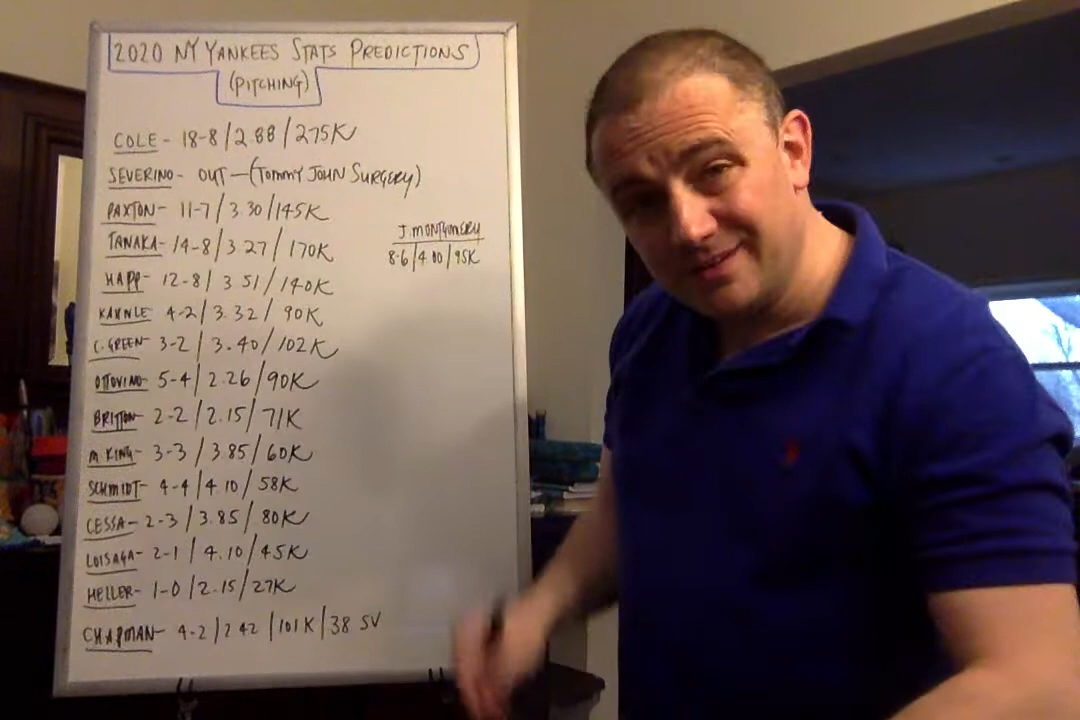 2020 NY YANKEES STATS PREDICTIONS
(PITCHING)
COLE - 18-8/2.88/275K
SEVERINO - OUT - (TOMMY JOHN SURGERY)
PAXTON - 11-7/3.30/145K
TANAKA - 14-8/3.27/170K
J. MONTGOMERY
8-6/4.00/95K
HAPP - 12-8/3.51/140K
KAHNLE 4-2/3.32/90K
C. GREEN - 3-2/3.40/102K
OTTOVINO - 5-4/2.26/90K
BRITTON - 2-2/2.15/71K
M. KING - 3-3/3.85/60K
SCHMIDT - 4-4/4.10/58K
CESSA - 2-3/3.85/80K
LOISAGA - 2-1/4.10/45K
HELLER - 1-0/2.15/27K
CHAPMAN - 4-2/2.42/101K/38 SV